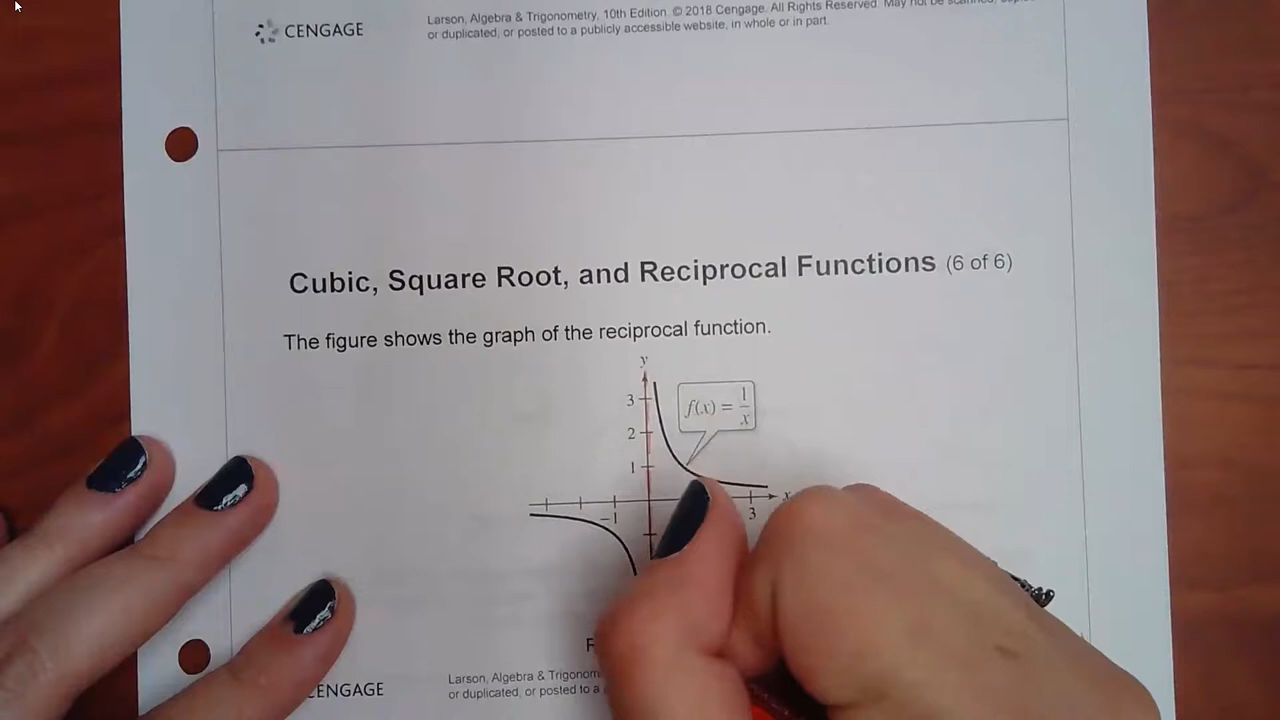 CENGAGE
Larson, Algebra & Trigonometry, 10th Edition. © 2018 Cengage. All Rights Reserved. May not be scanned,
or duplicated, or posted to a publicly accessible website, in whole or in part.
Cubic, Square Root, and Reciprocal Functions (6 of 6)
The figure shows the graph of the reciprocal function.
y
3
f(x) = 1/x
2
1
−1
3
x
F
CENGAGE
Larson, Algebra & Trigonom
or duplicated, or posted to a